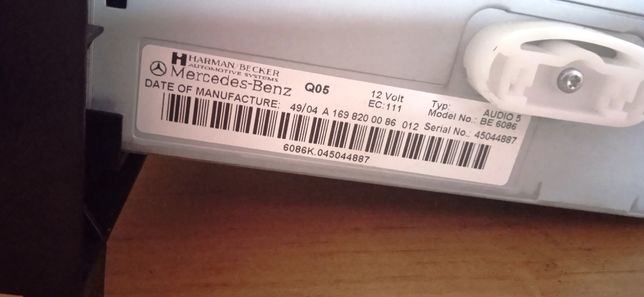 HARMAN/BECKER
AUTOMOTIVE SYSTEMS
Mercedes-Benz Q05 12 Volt Typ: AUDIO 5
EC:111 Model No.: BE 6086
DATE OF MANUFACTURE: 49/04 A 169 820 00 86 012 Serial No.: 45044887
6086K.045044887